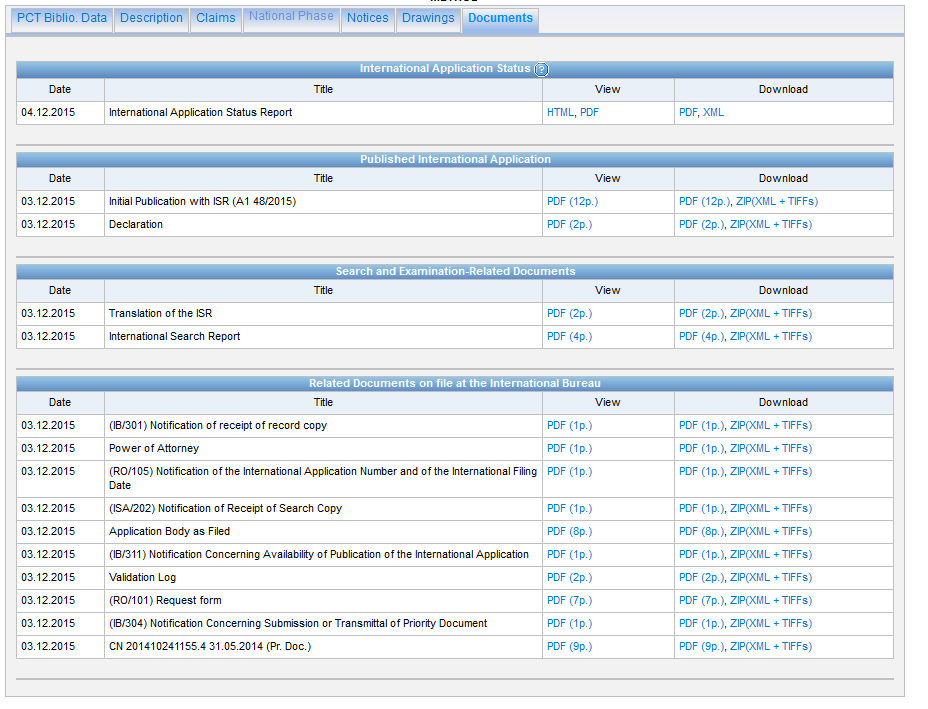 PCT Biblio. Data Description Claims National Phase Notices Drawings Documents
International Application Status ?
Date Title View Download
04.12.2015 International Application Status Report HTML, PDF PDF, XML
Published International Application
Date Title View Download
03.12.2015 Initial Publication with ISR (A1 48/2015) PDF (12p.) PDF (12p.), ZIP(XML + TIFFs)
03.12.2015 Declaration PDF (2p.) PDF (2p.), ZIP(XML + TIFFs)
Search and Examination-Related Documents
Date Title View Download
03.12.2015 Translation of the ISR PDF (2p.) PDF (2p.), ZIP(XML + TIFFs)
03.12.2015 International Search Report PDF (4p.) PDF (4p.), ZIP(XML + TIFFs)
Related Documents on file at the International Bureau
Date Title View Download
03.12.2015 (IB/301) Notification of receipt of record copy PDF (1p.) PDF (1p.), ZIP(XML + TIFFs)
03.12.2015 Power of Attorney PDF (1p.) PDF (1p.), ZIP(XML + TIFFs)
03.12.2015 (RO/105) Notification of the International Application Number and of the International Filing PDF (1p.) PDF (1p.), ZIP(XML + TIFFs)
Date
03.12.2015 (ISA/202) Notification of Receipt of Search Copy PDF (1p.) PDF (1p.), ZIP(XML + TIFFs)
03.12.2015 Application Body as Filed PDF (8p.) PDF (8p.), ZIP(XML + TIFFs)
03.12.2015 (IB/311) Notification Concerning Availability of Publication of the International Application PDF (1p.) PDF (1p.), ZIP(XML + TIFFs)
03.12.2015 Validation Log PDF (2p.) PDF (2p.), ZIP(XML + TIFFs)
03.12.2015 (RO/101) Request form PDF (7p.) PDF (7p.), ZIP(XML + TIFFs)
03.12.2015 (IB/304) Notification Concerning Submission or Transmittal of Priority Document PDF (1p.) PDF (1p.), ZIP(XML + TIFFs)
03.12.2015 CN 201410241155.4 31.05.2014 (Pr. Doc.) PDF (9p.) PDF (9p.), ZIP(XML + TIFFs)